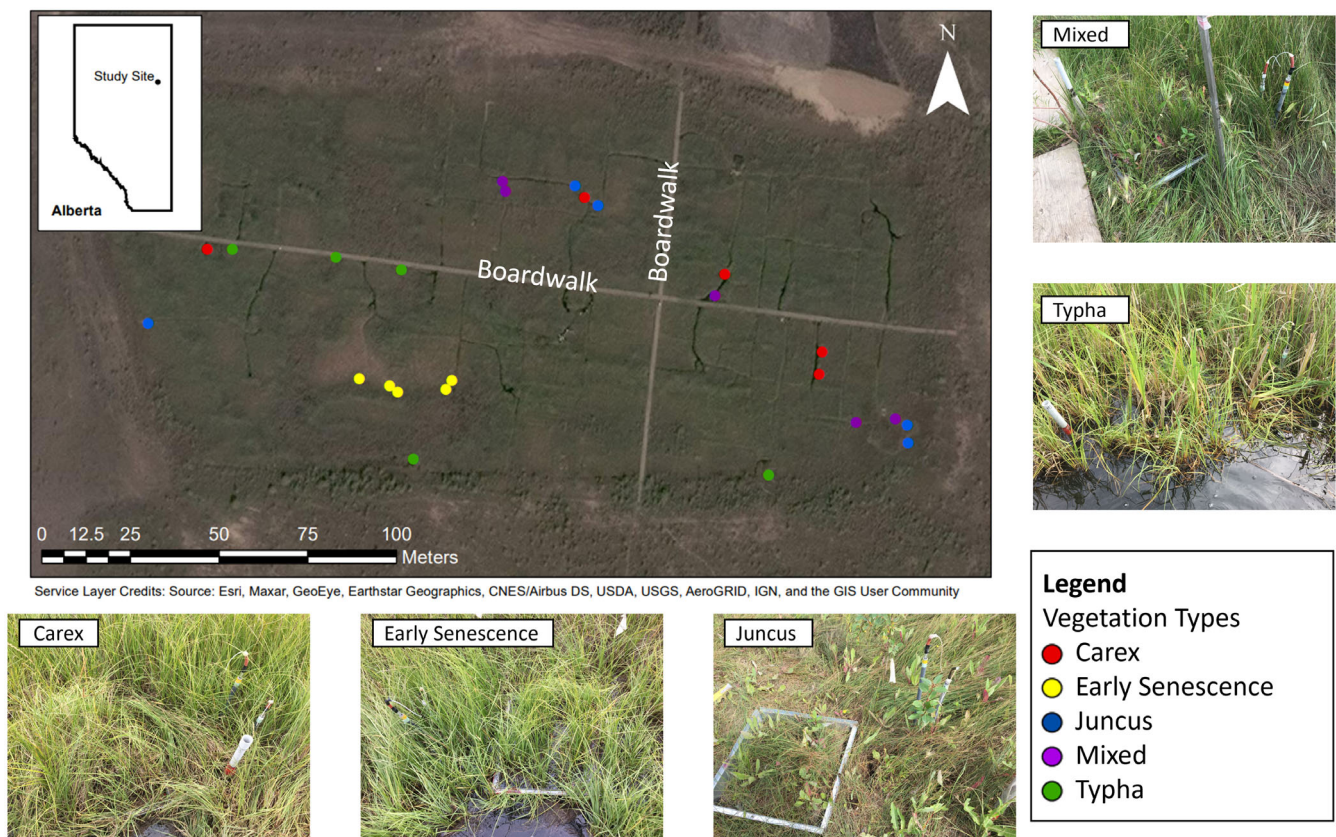 Study Site
Alberta
N
Boardwalk
Boardwalk
0 12.5 25 50 75 100
Meters
Service Layer Credits: Source: Esri, Maxar, GeoEye, Earthstar Geographics, CNES/Airbus DS, USDA, USGS, AeroGRID, IGN, and the GIS User Community
Mixed
Typha
Legend
Vegetation Types
Carex
Early Senescence
Juncus
Mixed
Typha
Carex
Early Senescence
Juncus